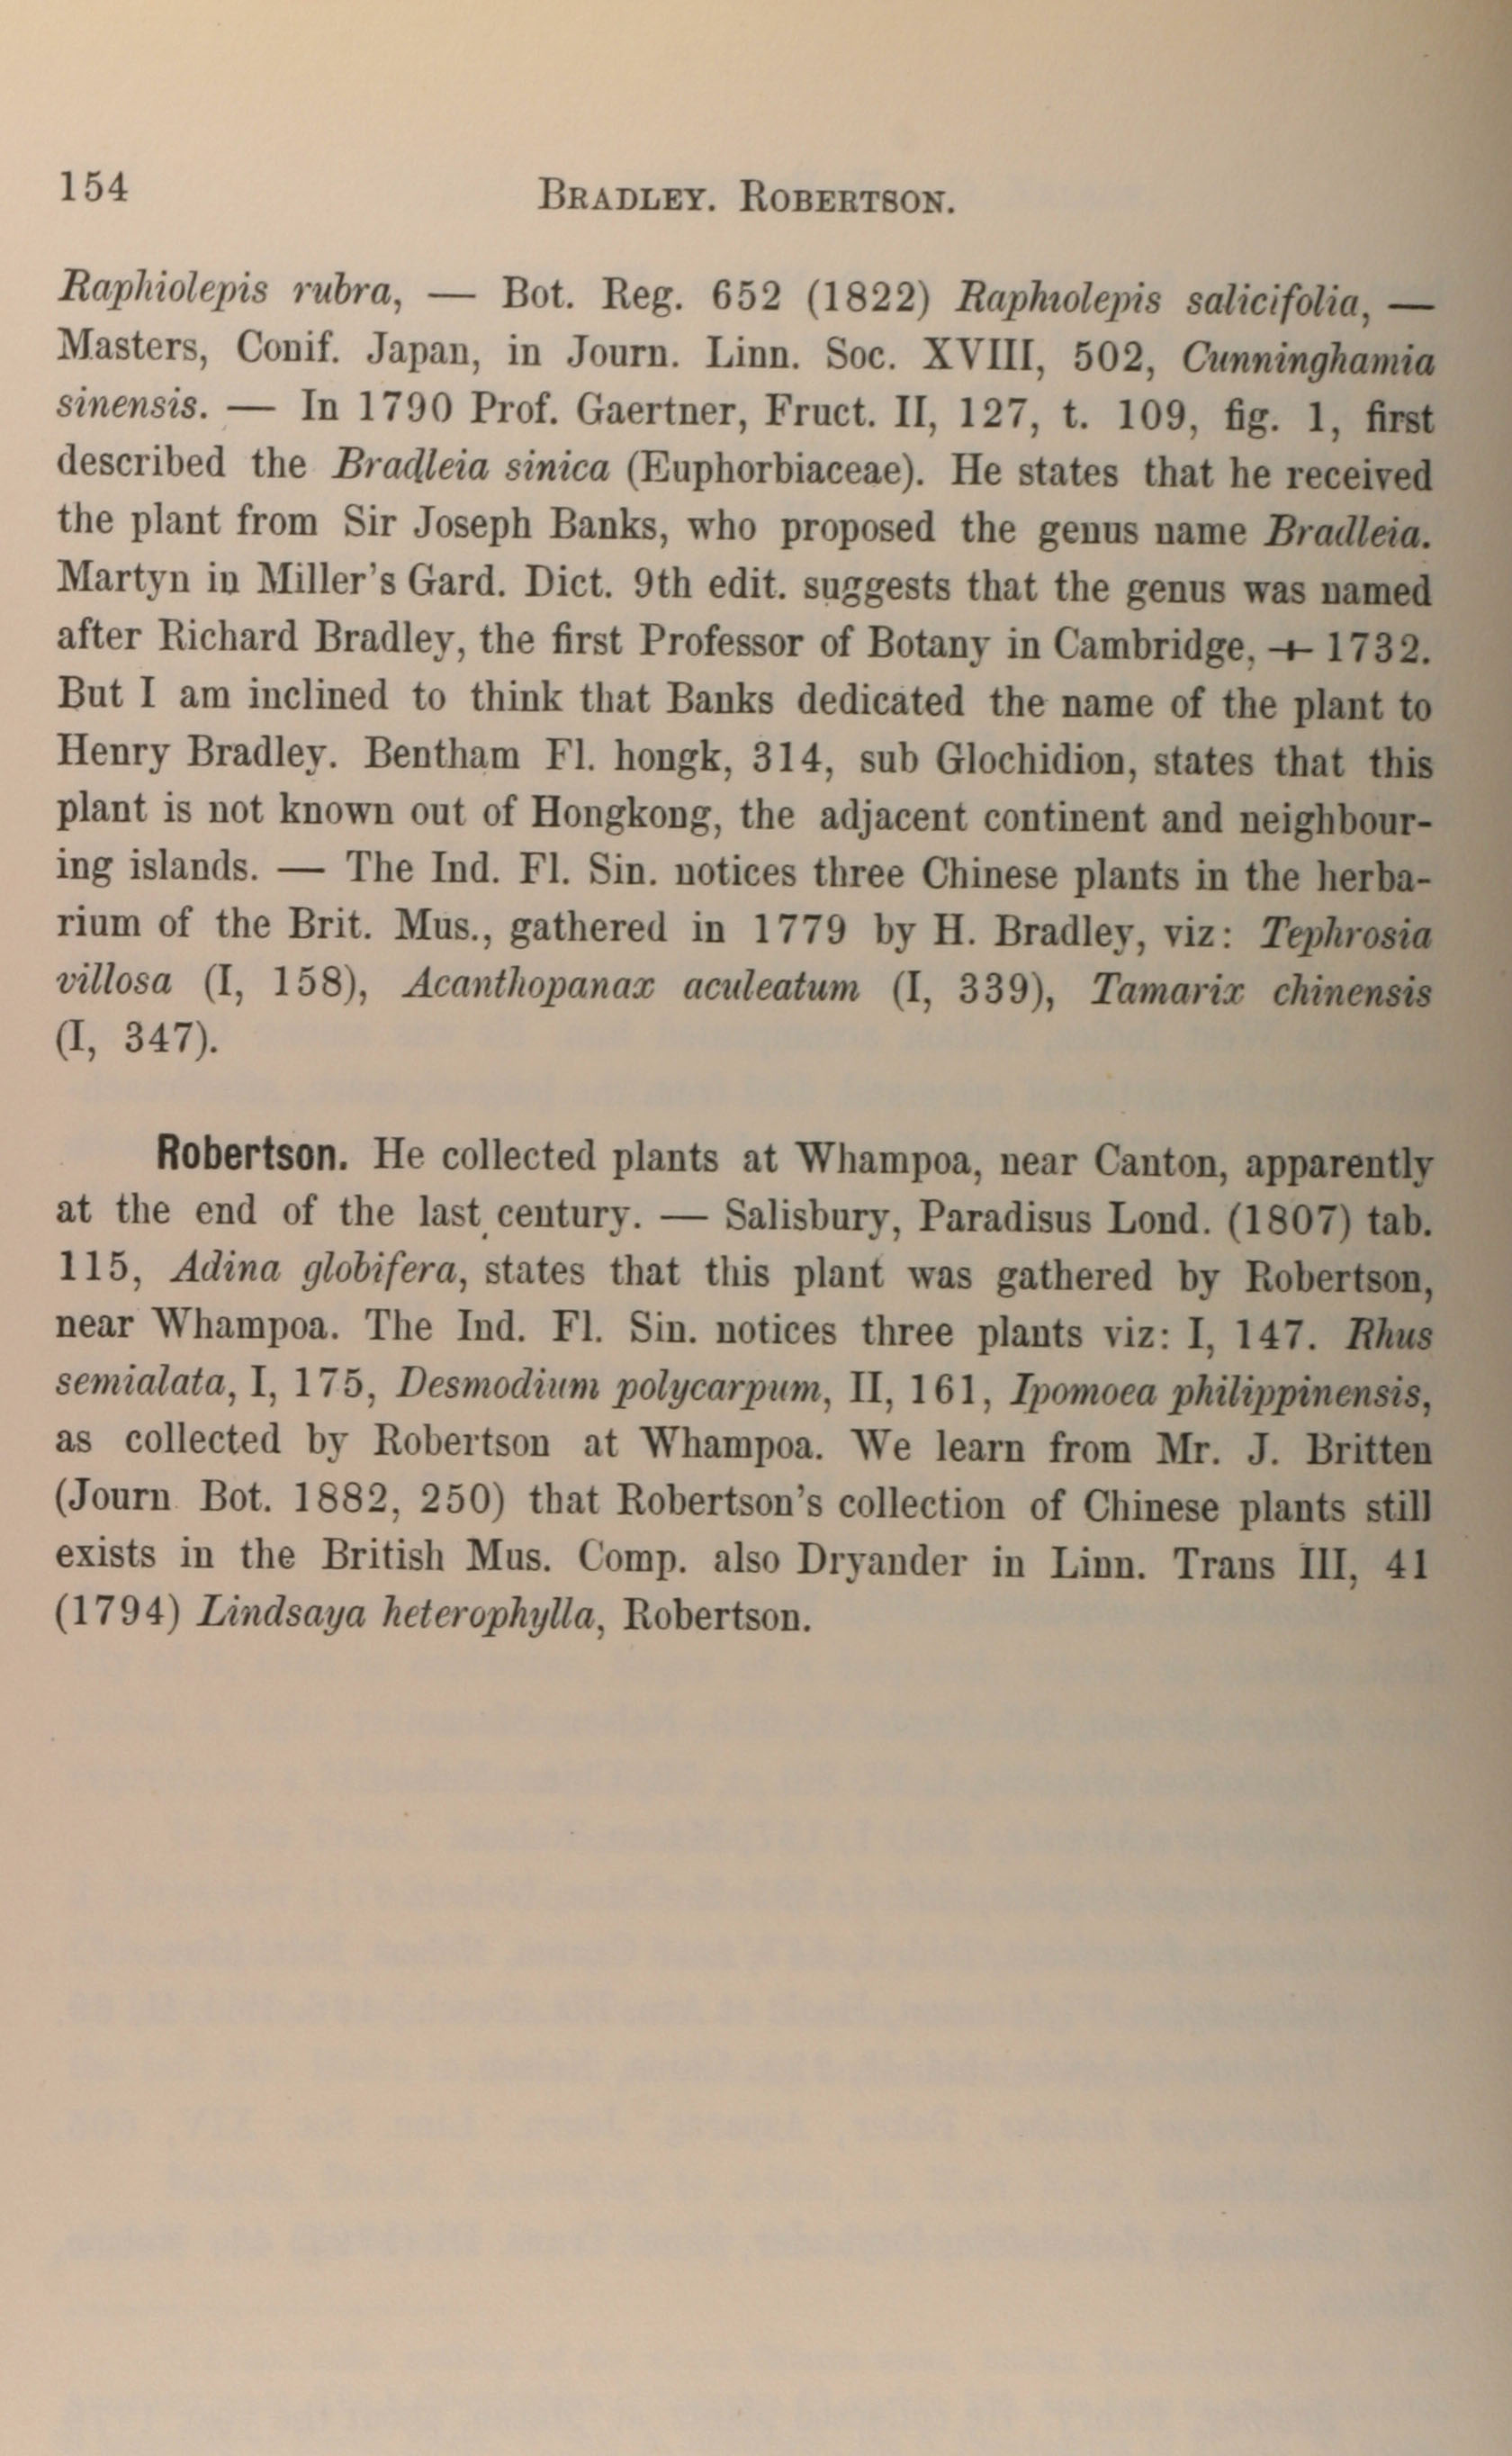 154
BRADLEY. ROBERTSON.
Raphiolepis rubra, — Bot. Reg. 652 (1822) Raphiolepis salicifolia, —
Masters, Conif. Japan, in Journ. Linn. Soc. XVIII, 502, Cunninghamia
sinensis. — In 1790 Prof. Gaertner, Fruct. II, 127, t. 109, fig. 1, first
described the Bradleia sinica (Euphorbiaceae). He states that he received
the plant from Sir Joseph Banks, who proposed the genus name Bradleia.
Martyn in Miller's Gard. Dict. 9th edit. suggests that the genus was named
after Richard Bradley, the first Professor of Botany in Cambridge, + 1732.
But I am inclined to think that Banks dedicated the name of the plant to
Henry Bradley. Bentham Fl. hongk, 314, sub Glochidion, states that this
plant is not known out of Hongkong, the adjacent continent and neighbour-
ing islands. — The Ind. Fl. Sin. notices three Chinese plants in the herba-
rium of the Brit. Mus., gathered in 1779 by H. Bradley, viz: Tephrosia
villosa (I, 158), Acanthopanax aculeatum (I, 339), Tamarix chinensis
(I, 347).
Robertson. He collected plants at Whampoa, near Canton, apparently
at the end of the last century. — Salisbury, Paradisus Lond. (1807) tab.
115, Adina globifera, states that this plant was gathered by Robertson,
near Whampoa. The Ind. Fl. Sin. notices three plants viz: I, 147. Rhus
semialata, I, 175, Desmodium polycarpum, II, 161, Ipomoea philippinensis,
as collected by Robertson at Whampoa. We learn from Mr. J. Britten
(Journ Bot. 1882, 250) that Robertson's collection of Chinese plants still
exists in the British Mus. Comp. also Dryander in Linn. Trans III, 41
(1794) Lindsaya heterophylla, Robertson.